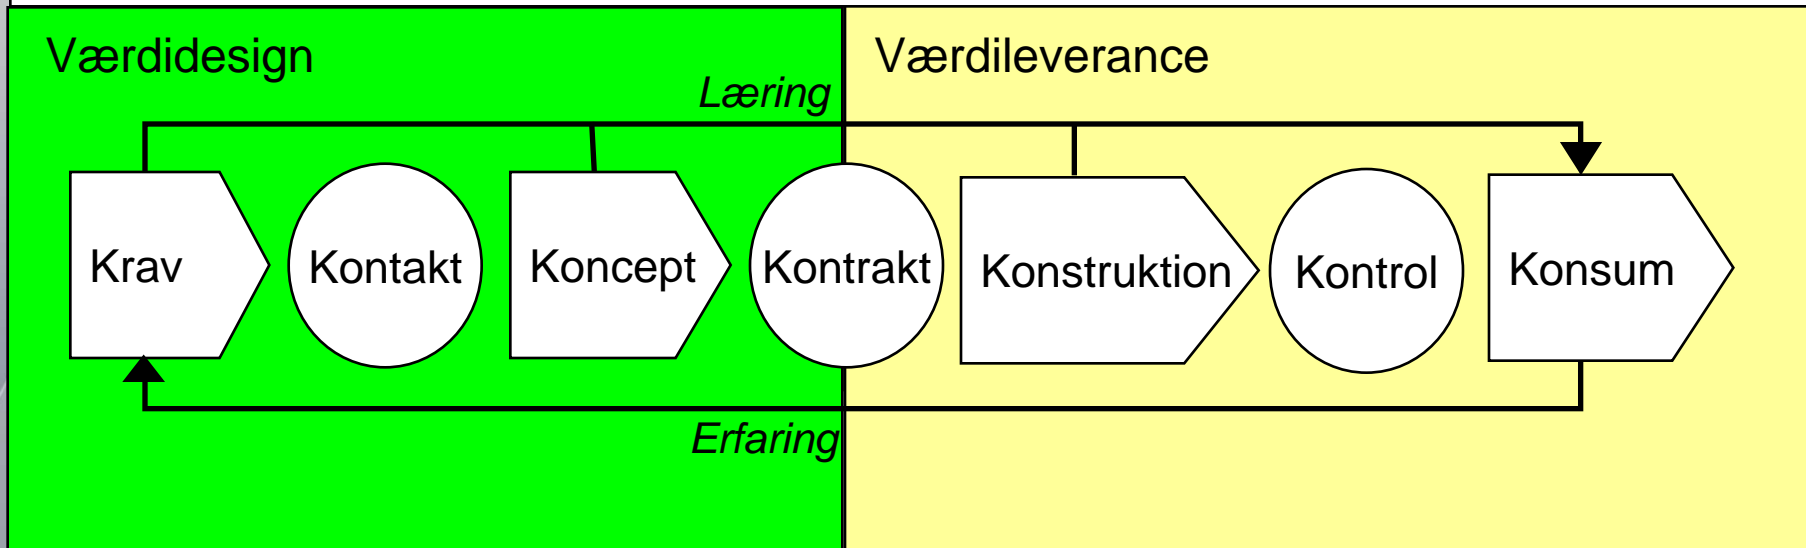 Værdidesign
Værdileverance
Læring
Krav
Kontakt
Koncept
Kontrakt
Konstruktion
Kontrol
Konsum
Erfaring